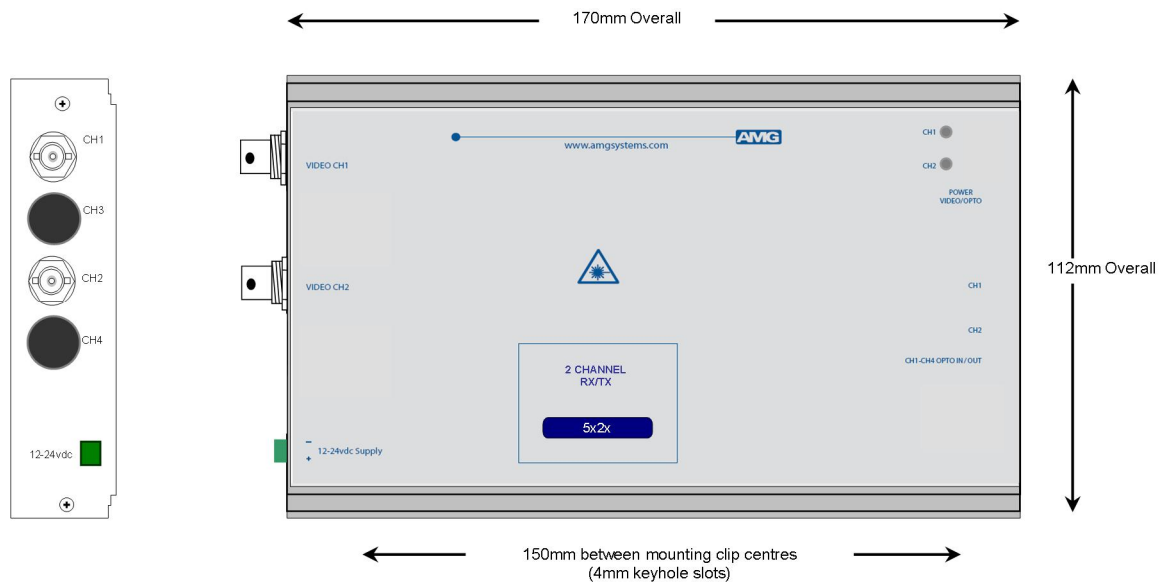 170mm Overall
CH1
CH3
CH2
CH4
12-24vdc
www.amgsystems.com
AMG
VIDEO CH1
CH1
CH2
POWER
VIDEO/OPTO
VIDEO CH2
CH1
CH2
CH1-CH4 OPTO IN/OUT
2 CHANNEL
RX/TX
5x2x
–
+
12-24vdc Supply
112mm Overall
150mm between mounting clip centres
(4mm keyhole slots)